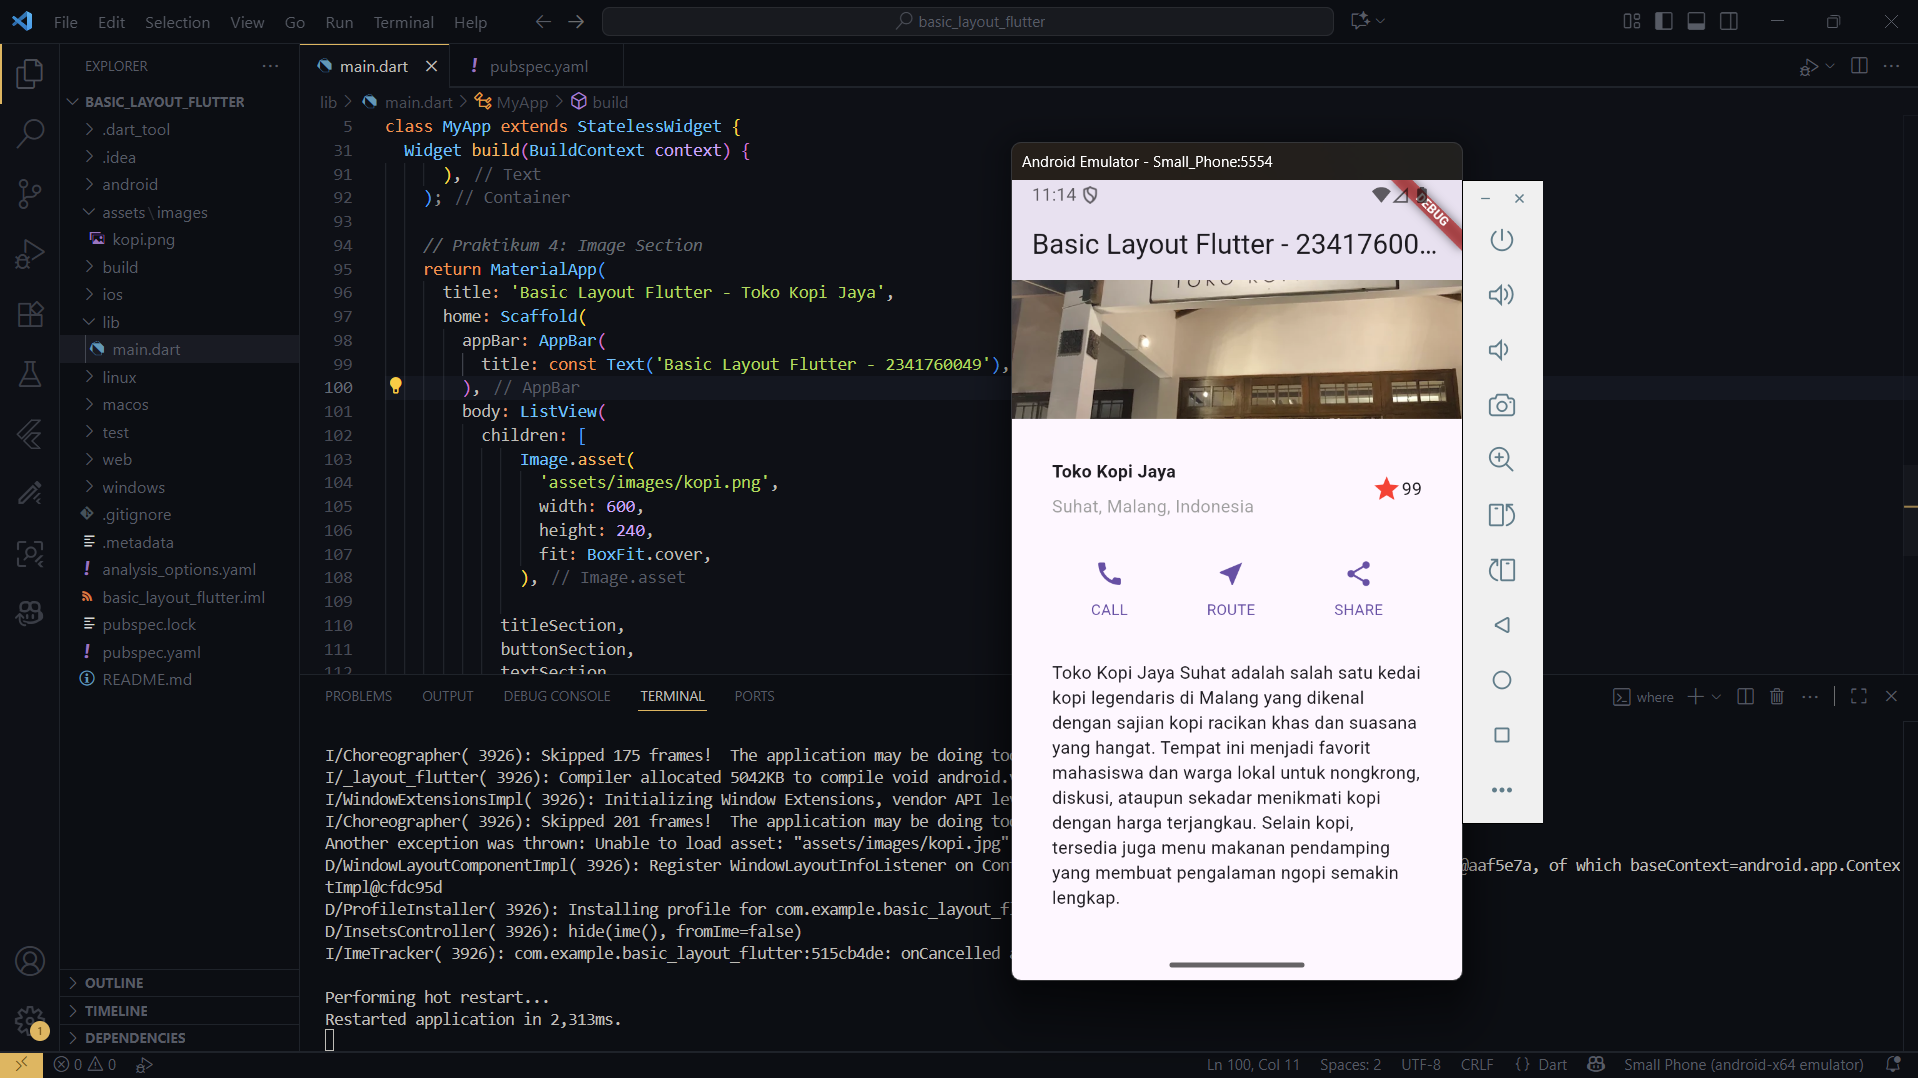 File Edit Selection View Go Run Terminal Help
basic_layout_flutter
EXPLORER
BASIC_LAYOUT_FLUTTER
.dart_tool
.idea
android
assets\images
kopi.png
build
ios
lib
main.dart
linux
macos
test
web
windows
.gitignore
.metadata
analysis_options.yaml
basic_layout_flutter.iml
pubspec.lock
pubspec.yaml
README.md
OUTLINE
TIMELINE
DEPENDENCIES
main.dart
! pubspec.yaml
lib > main.dart > MyApp > build
5 class MyApp extends StatelessWidget {
31 Widget build(BuildContext context) {
91 ), // Text
92 ); // Container
93
94 // Praktikum 4: Image Section
95 return MaterialApp(
96 title: 'Basic Layout Flutter - Toko Kopi Jaya',
97 home: Scaffold(
98 appBar: AppBar(
99 title: const Text('Basic Layout Flutter - 2341760049'),
100 ), // AppBar
101 body: ListView(
102 children: [
103 Image.asset(
104 'assets/images/kopi.png',
105 width: 600,
106 height: 240,
107 fit: BoxFit.cover,
108 ), // Image.asset
109
110 titleSection,
111 buttonSection,
112 textSection
PROBLEMS OUTPUT DEBUG CONSOLE TERMINAL PORTS
where
I/Choreographer( 3926): Skipped 175 frames!  The application may be doing too
I/_layout_flutter( 3926): Compiler allocated 5042KB to compile void android.
I/WindowExtensionsImpl( 3926): Initializing Window Extensions, vendor API le
I/Choreographer( 3926): Skipped 201 frames!  The application may be doing too
Another exception was thrown: Unable to load asset: "assets/images/kopi.jpg"
D/WindowLayoutComponentImpl( 3926): Register WindowLayoutInfoListener on Con @aaf5e7a, of which baseContext=android.app.Contex
tImpl@cfdc95d
D/ProfileInstaller( 3926): Installing profile for com.example.basic_layout_f
D/InsetsController( 3926): hide(ime(), fromIme=false)
I/ImeTracker( 3926): com.example.basic_layout_flutter:515cb4de: onCancelled
Performing hot restart...
Restarted application in 2,313ms.
Android Emulator - Small_Phone:5554
11:14
DEBUG
Basic Layout Flutter - 23417600...
TOKO KO
Toko Kopi Jaya
Suhat, Malang, Indonesia
99
CALL
ROUTE
SHARE
Toko Kopi Jaya Suhat adalah salah satu kedai
kopi legendaris di Malang yang dikenal
dengan sajian kopi racikan khas dan suasana
yang hangat. Tempat ini menjadi favorit
mahasiswa dan warga lokal untuk nongkrong,
diskusi, ataupun sekadar menikmati kopi
dengan harga terjangkau. Selain kopi,
tersedia juga menu makanan pendamping
yang membuat pengalaman ngopi semakin
lengkap.
1
0 0
Ln 100, Col 11 Spaces: 2 UTF-8 CRLF {} Dart Small Phone (android-x64 emulator)